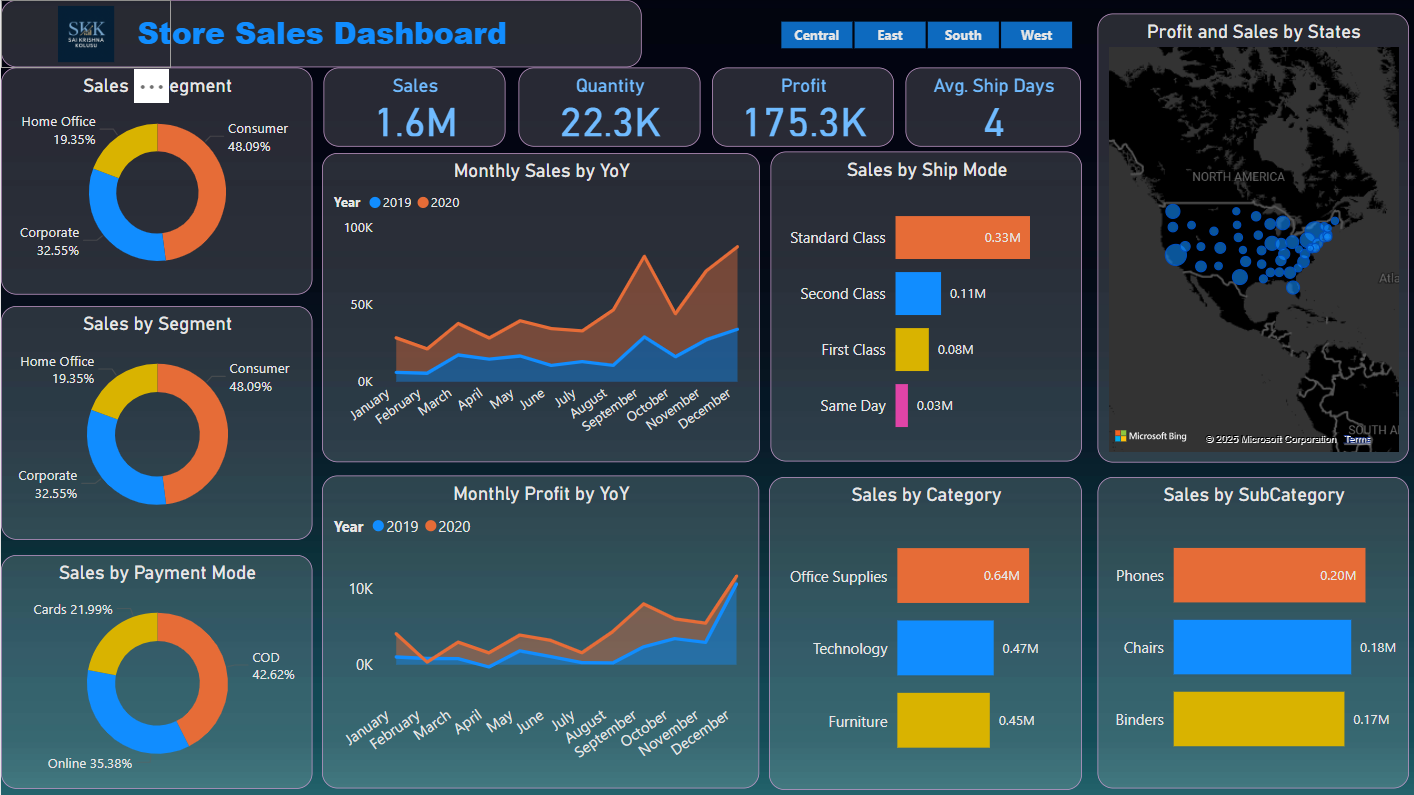 SKK
SAI KRISHNA
KOLUSU
Store Sales Dashboard
Central
East
South
West
Sales
egment
Home Office
19.35%
Consumer
48.09%
Corporate
32.55%
Sales
1.6M
Quantity
22.3K
Profit
175.3K
Avg. Ship Days
4
Profit and Sales by States
NORTH AMERICA
Atla
SOUTH A
Microsoft Bing
© 2025 Microsoft Corporation
Terms
Monthly Sales by YoY
Year
2019
2020
100K
50K
0K
January
February
March
April
May
June
July
August
September
October
November
December
Sales by Ship Mode
Standard Class
0.33M
Second Class
0.11M
First Class
0.08M
Same Day
0.03M
Sales by Segment
Home Office
19.35%
Consumer
48.09%
Corporate
32.55%
Sales by Payment Mode
Cards 21.99%
COD
42.62%
Online 35.38%
Monthly Profit by YoY
Year
2019
2020
10K
0K
January
February
March
April
May
June
July
August
September
October
November
December
Sales by Category
Office Supplies
0.64M
Technology
0.47M
Furniture
0.45M
Sales by SubCategory
Phones
0.20M
Chairs
0.18M
Binders
0.17M